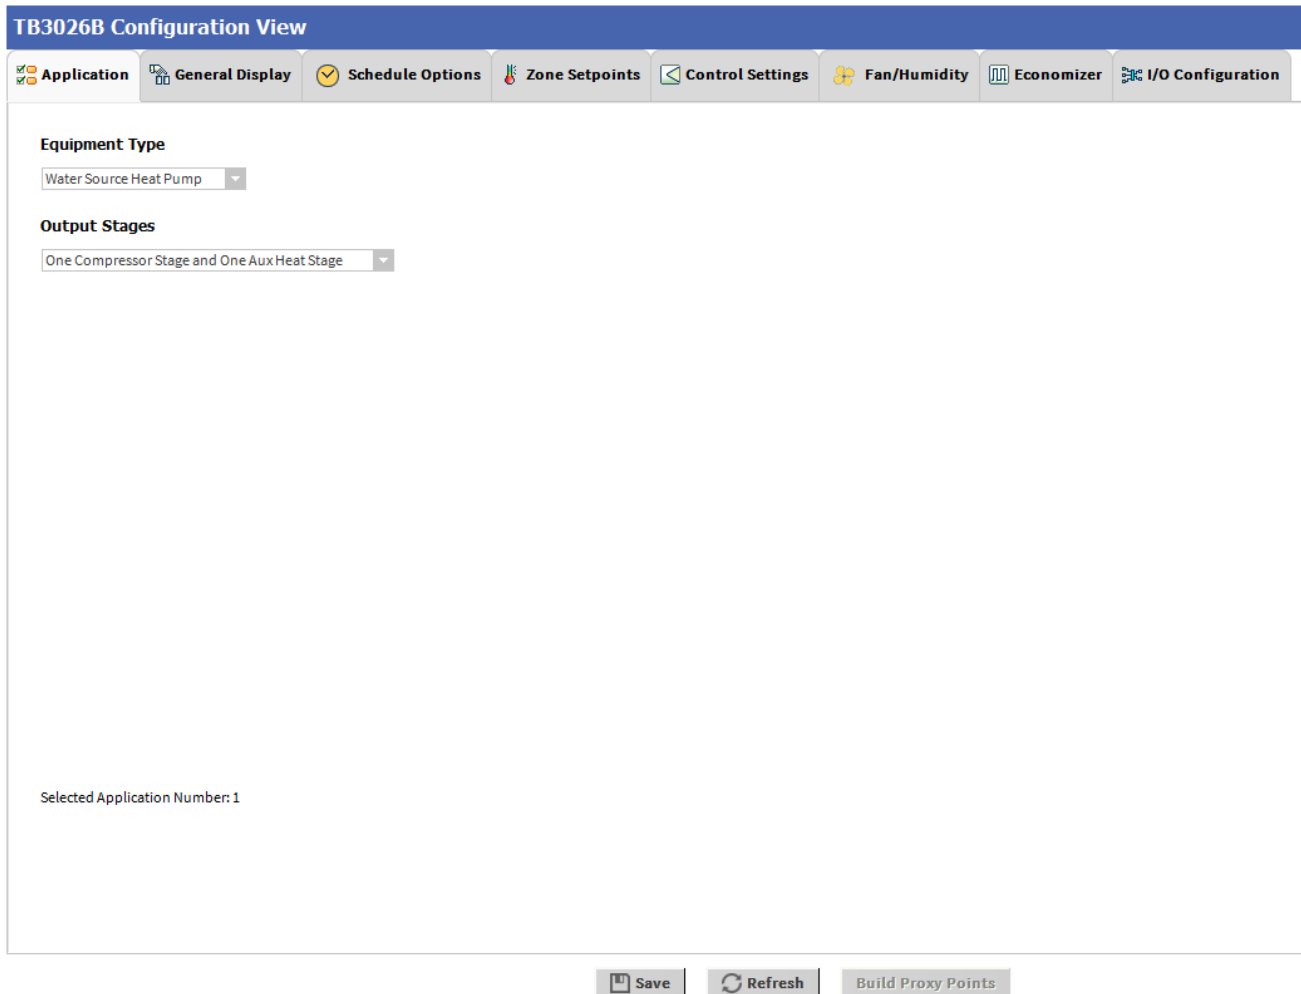 TB3026B Configuration View
Application General Display Schedule Options Zone Setpoints Control Settings Fan/Humidity Economizer I/O Configuration
Equipment Type
Water Source Heat Pump
Output Stages
One Compressor Stage and One Aux Heat Stage
Selected Application Number: 1
Save Refresh Build Proxy Points